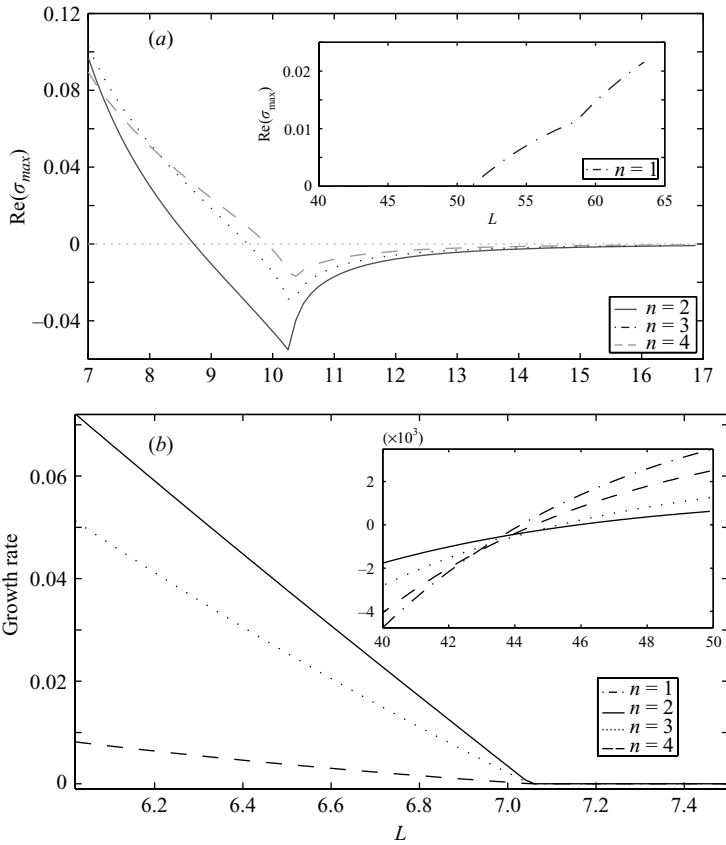 0.12
(a)
0.08
0.04
0
–0.04
Re(σmax)
0.02
0.01
0
Re(σmax)
n = 1
40 45 50 55 60 65
L
n = 2
n = 3
n = 4
7 8 9 10 11 12 13 14 15 16 17
(b)
0.06
0.04
0.02
0
Growth rate
(×10³)
2
0
−2
−4
40 42 44 46 48 50
n = 1
n = 2
n = 3
n = 4
6.2 6.4 6.6 6.8 7.0 7.2 7.4
L